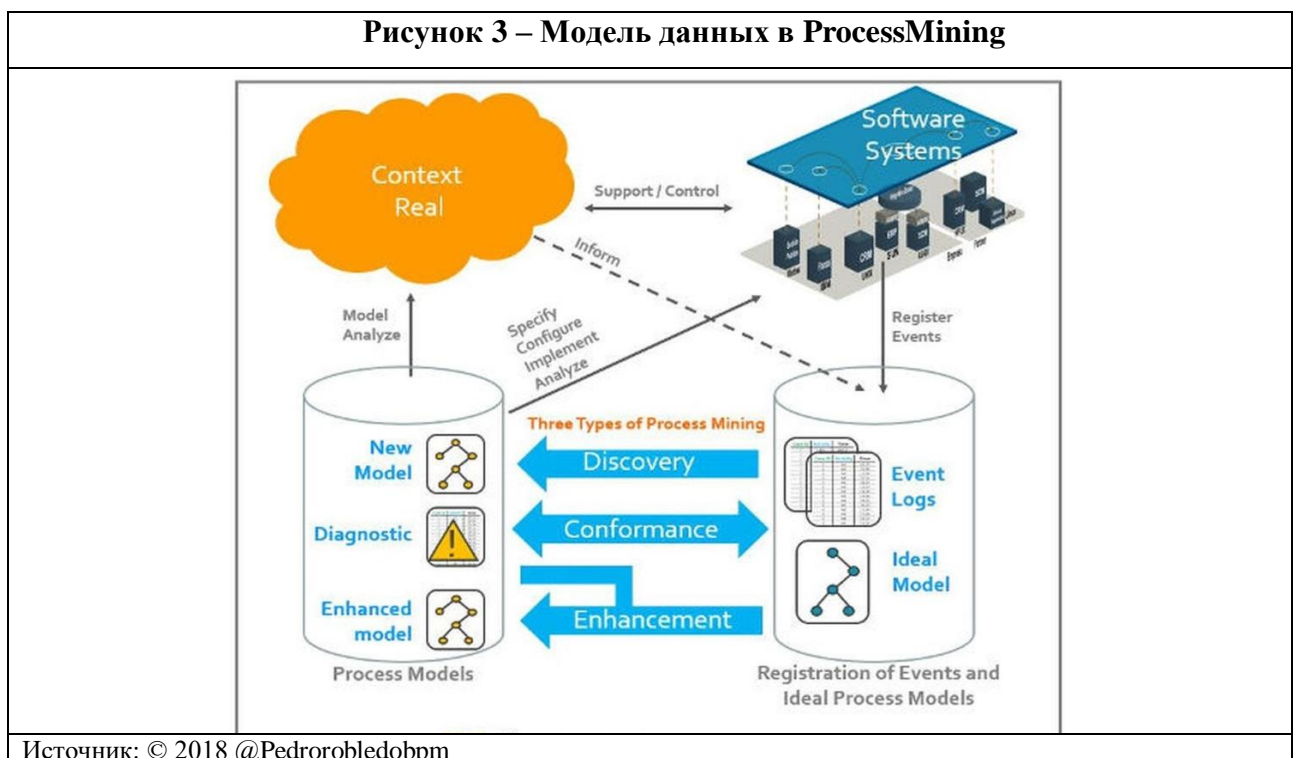 Рисунок 3 – Модель данных в ProcessMining
Context
Real
Software
Systems
Support / Control
Inform
Model
Analyze
Specify
Configure
Implement
Analyze
Register
Events
CRM
Three Types of Process Mining
New
Model
Discovery
Event
Logs
Diagnostic
Conformance
Ideal
Model
Enhanced
model
Enhancement
Process Models
Registration of Events and
Ideal Process Models
Источник: © 2018 @Pedrorobledobpm